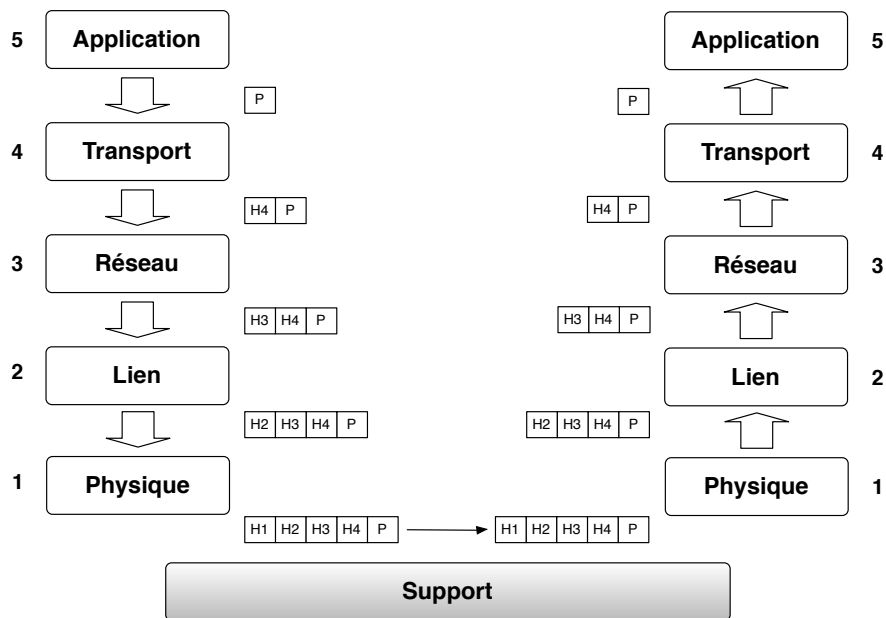 5 Application Application 5
P P
4 Transport Transport 4
H4 P H4 P
3 Réseau Réseau 3
H3 H4 P H3 H4 P
2 Lien Lien 2
H2 H3 H4 P H2 H3 H4 P
1 Physique Physique 1
H1 H2 H3 H4 P H1 H2 H3 H4 P
Support